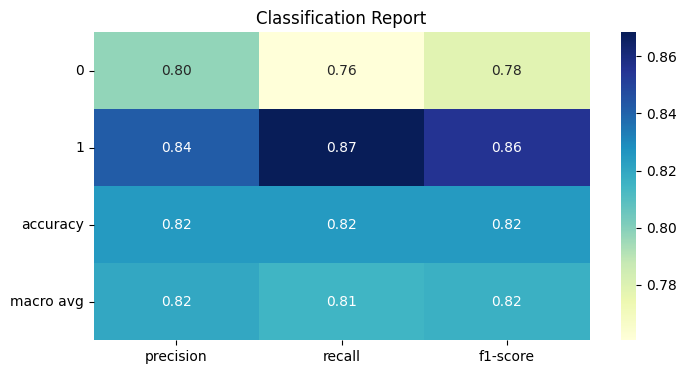 Classification Report
0 0.80 0.76 0.78
1 0.84 0.87 0.86
accuracy 0.82 0.82 0.82
macro avg 0.82 0.81 0.82
precision recall f1-score
0.86
0.84
0.82
0.80
0.78